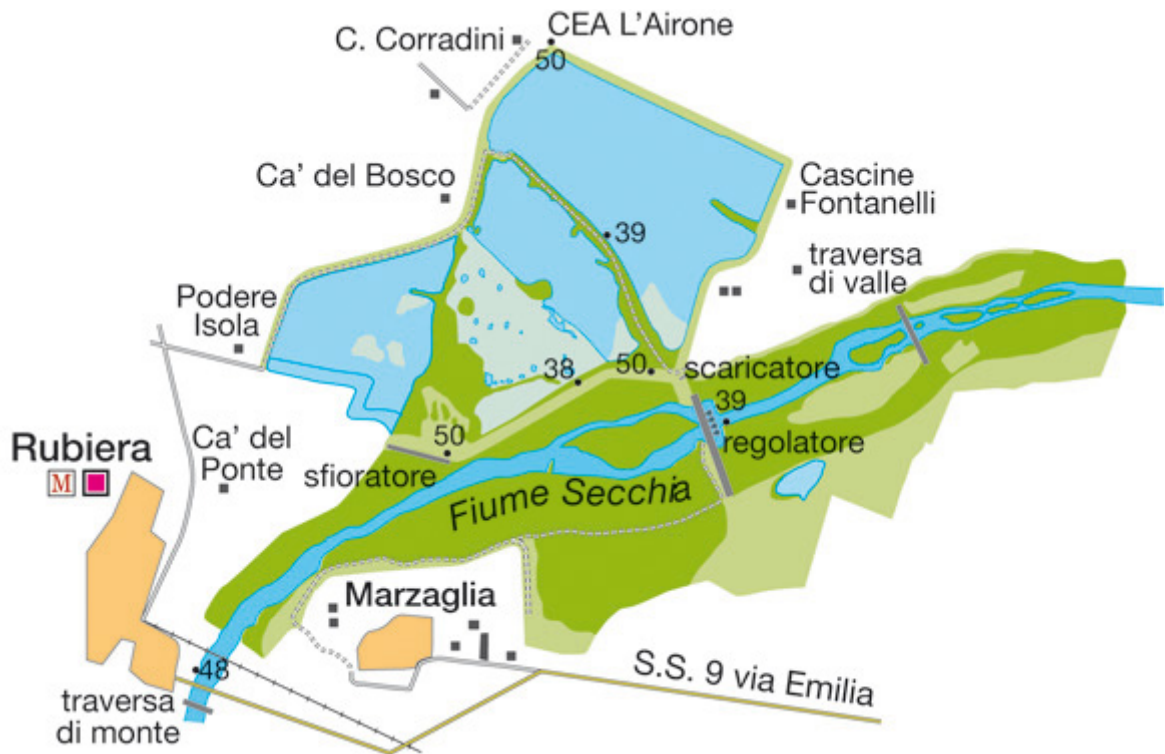 CEA L'Airone
C. Corradini
50
Ca' del Bosco
Cascine
Fontanelli
39
traversa
di valle
Podere
Isola
38
50
scaricatore
39
regolatore
50
sfioratore
Rubiera
M
Ca' del
Ponte
Fiume Secchia
Marzaglia
48
S.S. 9 via Emilia
traversa
di monte